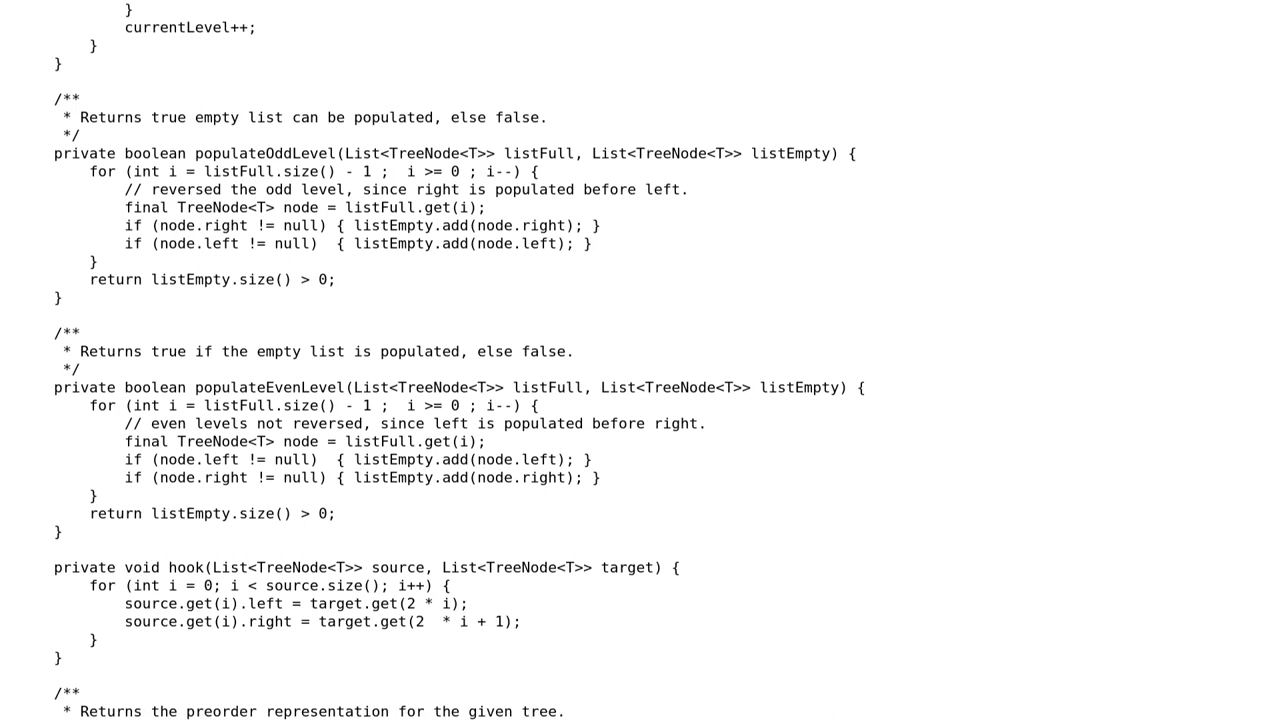 }
        currentLevel++;
    }
}

/**
 * Returns true empty list can be populated, else false.
 */
private boolean populateOddLevel(List<TreeNode<T>> listFull, List<TreeNode<T>> listEmpty) {
    for (int i = listFull.size() - 1 ;  i >= 0 ; i--) {
        // reversed the odd level, since right is populated before left.
        final TreeNode<T> node = listFull.get(i);
        if (node.right != null) { listEmpty.add(node.right); }
        if (node.left != null)  { listEmpty.add(node.left); }
    }
    return listEmpty.size() > 0;
}

/**
 * Returns true if the empty list is populated, else false.
 */
private boolean populateEvenLevel(List<TreeNode<T>> listFull, List<TreeNode<T>> listEmpty) {
    for (int i = listFull.size() - 1 ;  i >= 0 ; i--) {
        // even levels not reversed, since left is populated before right.
        final TreeNode<T> node = listFull.get(i);
        if (node.left != null)  { listEmpty.add(node.left); }
        if (node.right != null) { listEmpty.add(node.right); }
    }
    return listEmpty.size() > 0;
}

private void hook(List<TreeNode<T>> source, List<TreeNode<T>> target) {
    for (int i = 0; i < source.size(); i++) {
        source.get(i).left = target.get(2 * i);
        source.get(i).right = target.get(2  * i + 1);
    }
}

/**
 * Returns the preorder representation for the given tree.